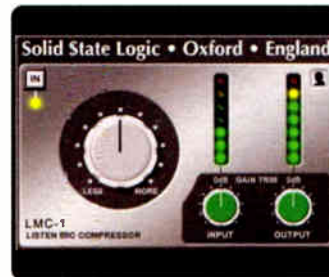 Solid State Logic • Oxford • England
IN
0dB GAIN TRIM 0dB
LESS MORE
LMC-1
LISTEN MIC COMPRESSOR
INPUT OUTPUT